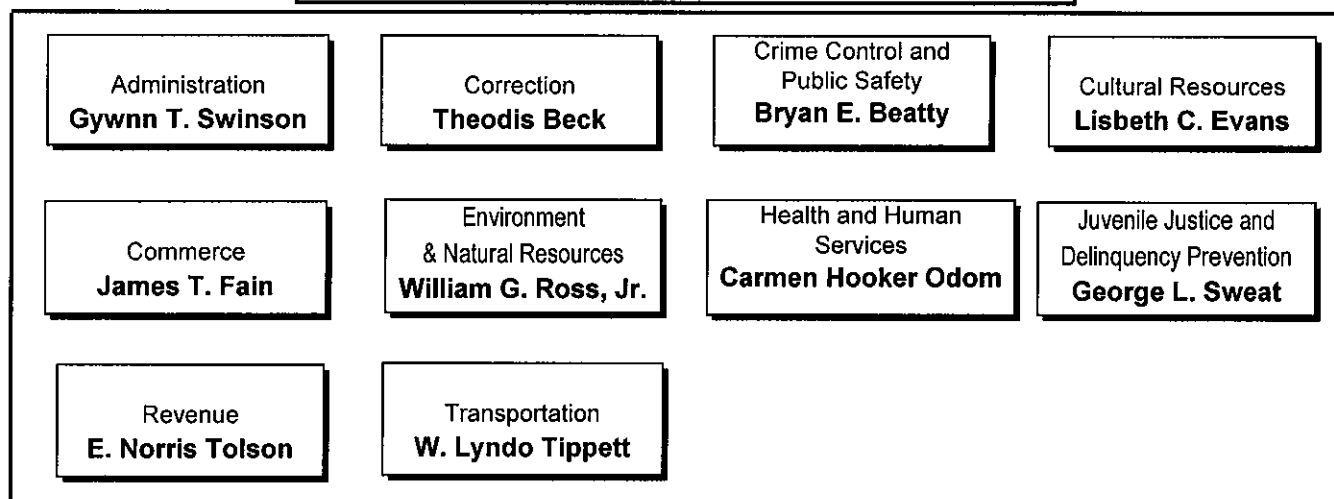 Administration
Gywnn T. Swinson
Correction
Theodis Beck
Crime Control and
Public Safety
Bryan E. Beatty
Cultural Resources
Lisbeth C. Evans
Commerce
James T. Fain
Environment
& Natural Resources
William G. Ross, Jr.
Health and Human
Services
Carmen Hooker Odom
Juvenile Justice and
Delinquency Prevention
George L. Sweat
Revenue
E. Norris Tolson
Transportation
W. Lyndo Tippett